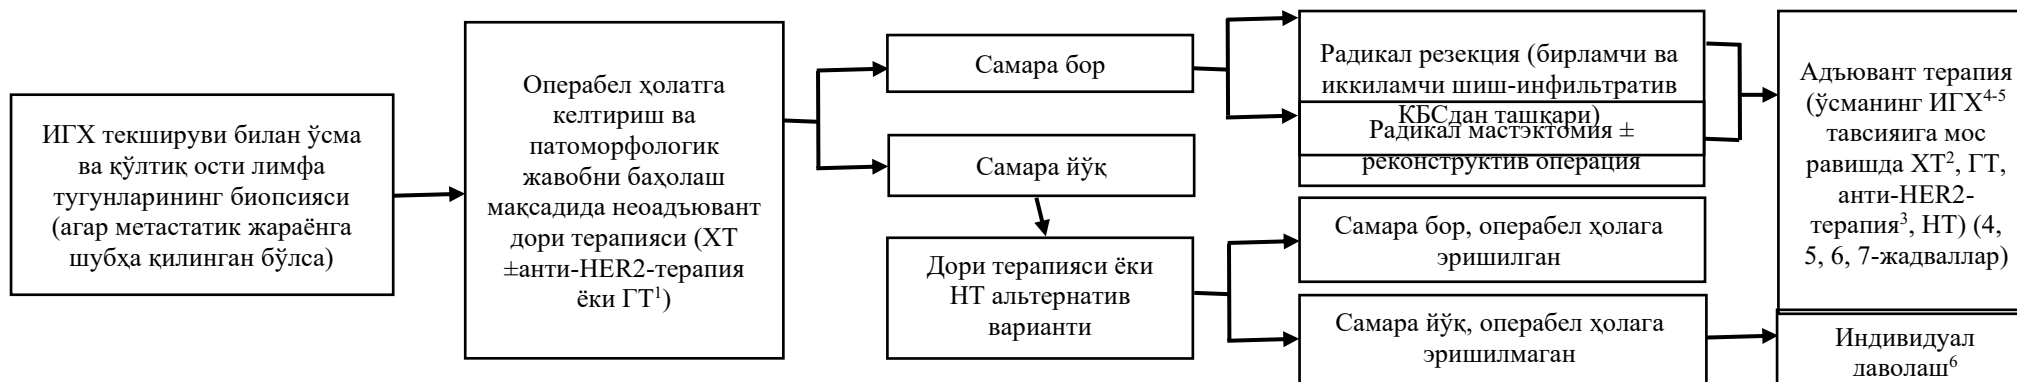 ИГХ текшируви билан ўсма
ва қўлтиқ ости лимфа
тугунларининг биопсияси
(агар метастатик жараёнга
шубҳа қилинган бўлса)
Операбел ҳолатга
келтириш ва
патоморфологик
жавобни баҳолаш
мақсадида неоадъювант
дори терапияси (ХТ
±анти-HER2-терапия
ёки ГТ¹)
Самара бор
Самара йўқ
Дори терапияси ёки
НТ альтернатив
варианти
Радикал резекция (бирламчи ва
иккиламчи шиш-инфильтратив
КБСдан ташқари)
Радикал мастэктомия ±
реконструктив операция
Самара бор, операбел ҳолага
эришилган
Самара йўқ, операбел ҳолага
эришилмаган
Адъювант терапия
(ўсманинг ИГХ⁴⁻⁵
тавсияига мос
равишда ХТ², ГТ,
анти-HER2-
терапия³, НТ) (4,
5, 6, 7-жадваллар)
Индивидуал
даволаш⁶